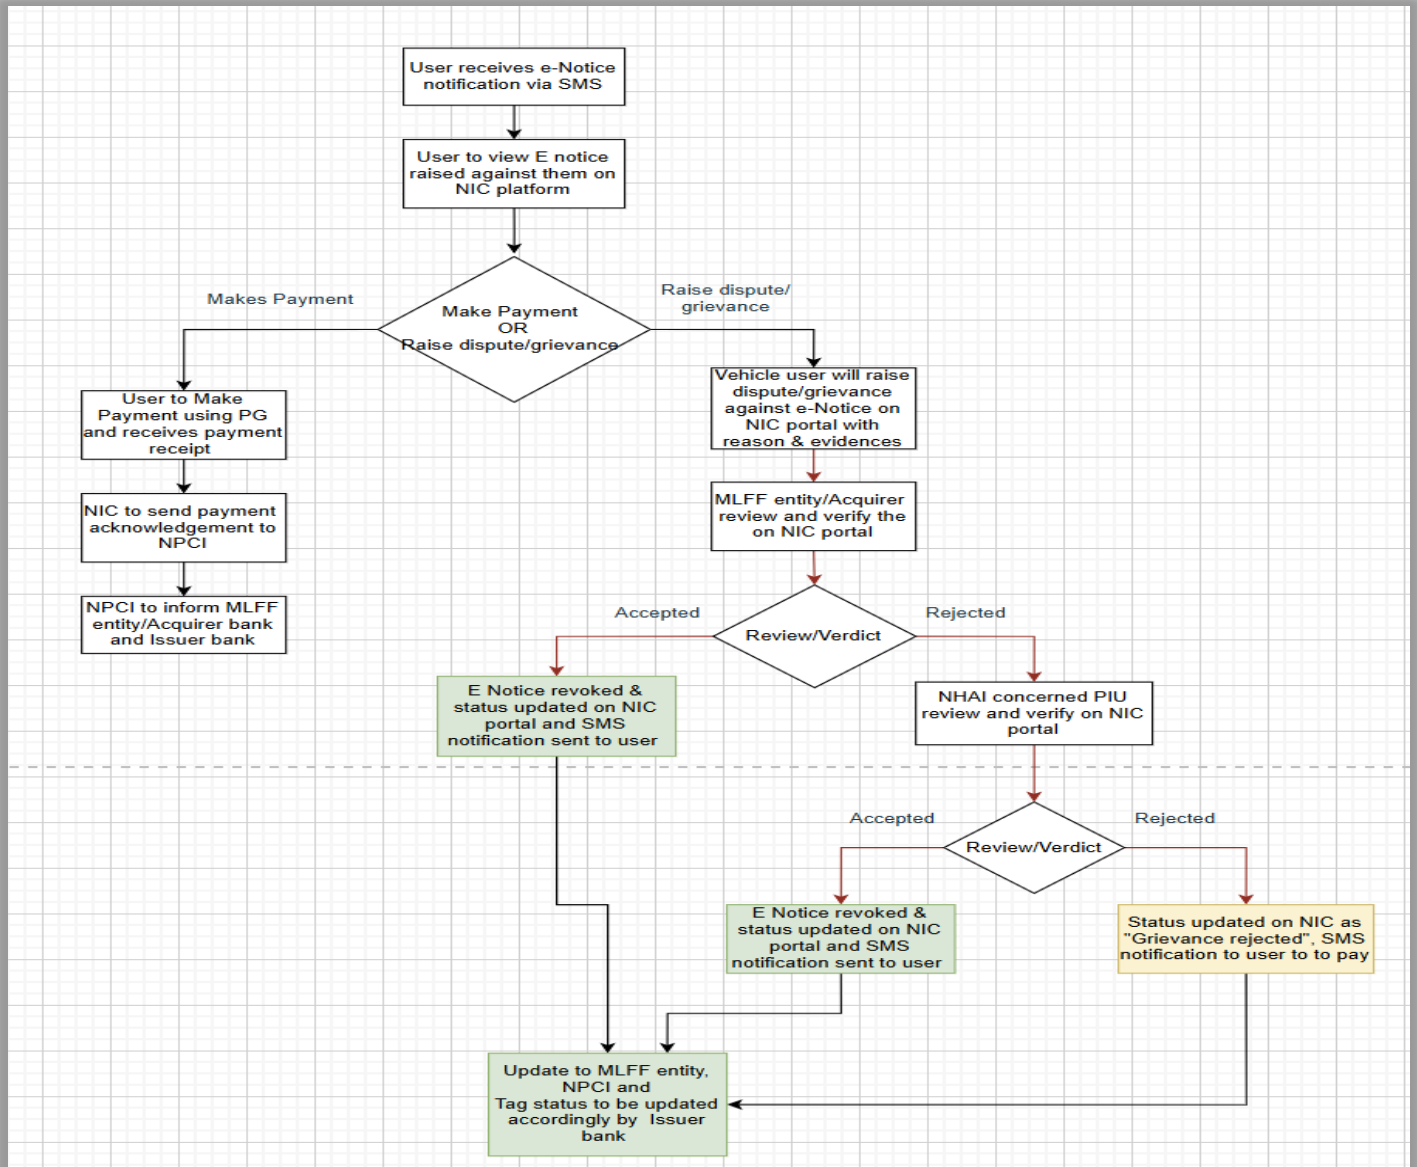 User receives e-Notice
notification via SMS
User to view E notice
raised against them on
NIC platform
Makes Payment
Make Payment
OR
Raise dispute/grievance
Raise dispute/
grievance
User to Make
Payment using PG
and receives payment
receipt
NIC to send payment
acknowledgement to
NPCI
NPCI to inform MLFF
entity/Acquirer bank
and Issuer bank
Vehicle user will raise
dispute/grievance
against e-Notice on
NIC portal with
reason & evidences
MLFF entity/Acquirer
review and verify the
on NIC portal
Accepted
Review/Verdict
Rejected
E Notice revoked &
status updated on NIC
portal and SMS
notification sent to user
NHAI concerned PIU
review and verify on NIC
portal
Accepted
Review/Verdict
Rejected
E Notice revoked &
status updated on NIC
portal and SMS
notification sent to user
Status updated on NIC as
"Grievance rejected", SMS
notification to user to to pay
Update to MLFF entity,
NPCI and
Tag status to be updated
accordingly by Issuer
bank